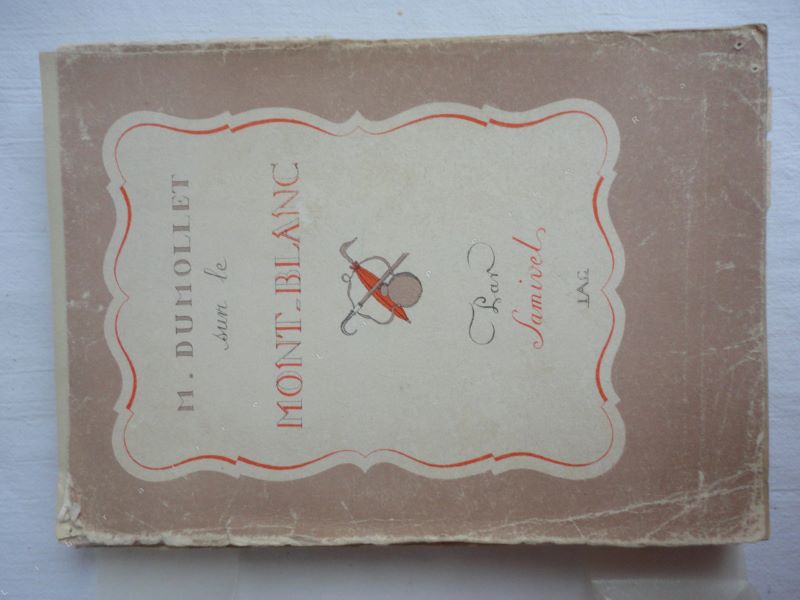 M. DUMOLLET
sur le
MONT-BLANC
Par
Samivel
IAC